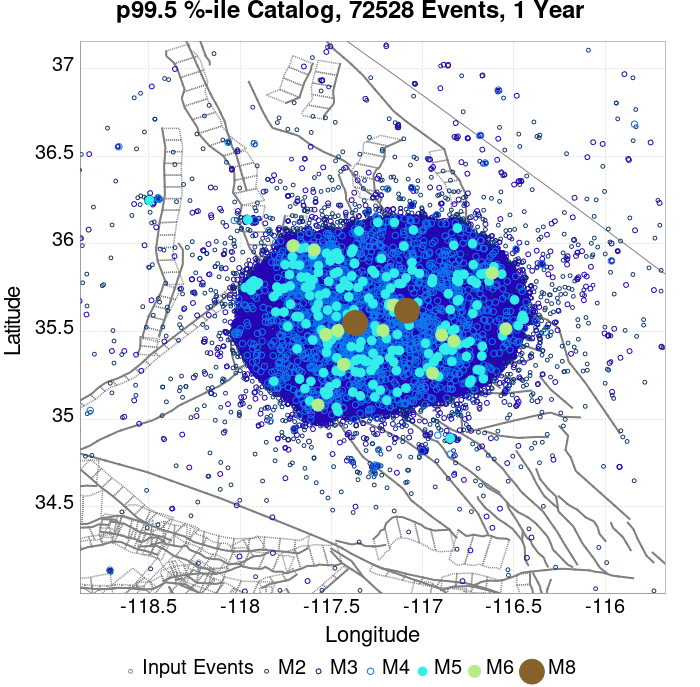 p99.5 %-ile Catalog, 72528 Events, 1 Year
37
36.5
36
35.5
35
34.5
Latitude
-118.5 -118 -117.5 -117 -116.5 -116
Longitude
Input Events M2 M3 M4 M5 M6 M8